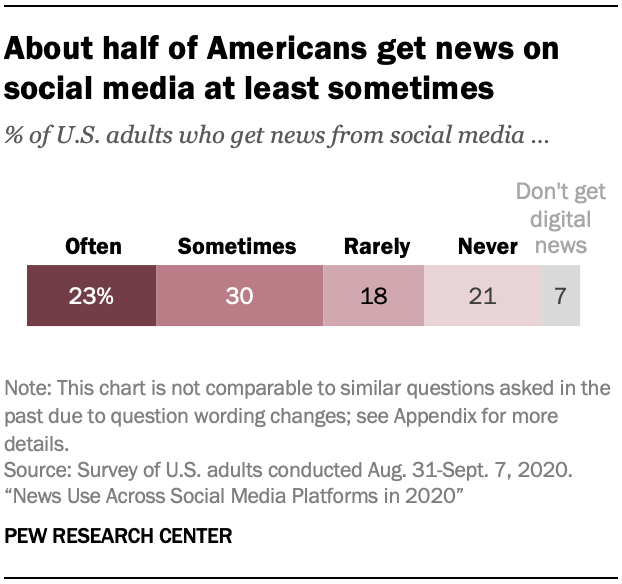 About half of Americans get news on
social media at least sometimes
% of U.S. adults who get news from social media ...
Don't get
digital
news
Often Sometimes Rarely Never
23% 30 18 21 7
Note: This chart is not comparable to similar questions asked in the
past due to question wording changes; see Appendix for more
details.
Source: Survey of U.S. adults conducted Aug. 31-Sept. 7, 2020.
“News Use Across Social Media Platforms in 2020”
PEW RESEARCH CENTER